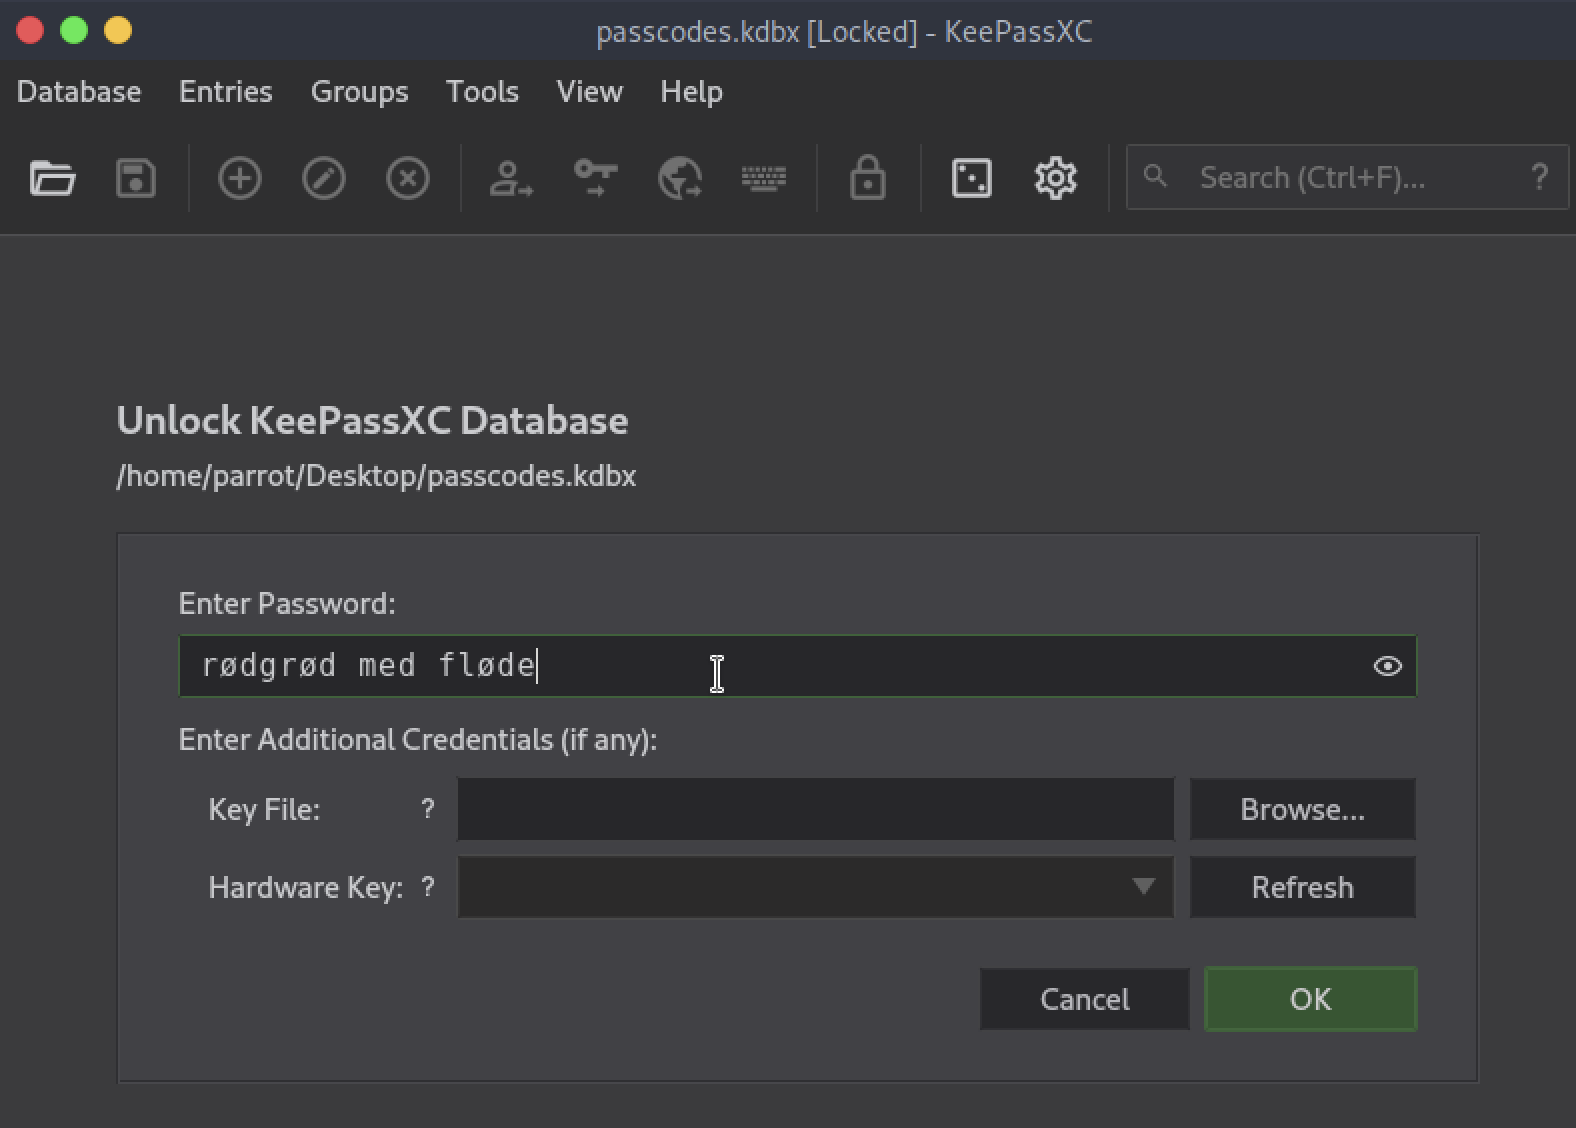 passcodes.kdbx [Locked] - KeePassXC
Database Entries Groups Tools View Help
Search (Ctrl+F)... ?
Unlock KeePassXC Database
/home/parrot/Desktop/passcodes.kdbx
Enter Password:
rødgrød med fløde
Enter Additional Credentials (if any):
Key File: ? Browse...
Hardware Key: ? Refresh
Cancel OK